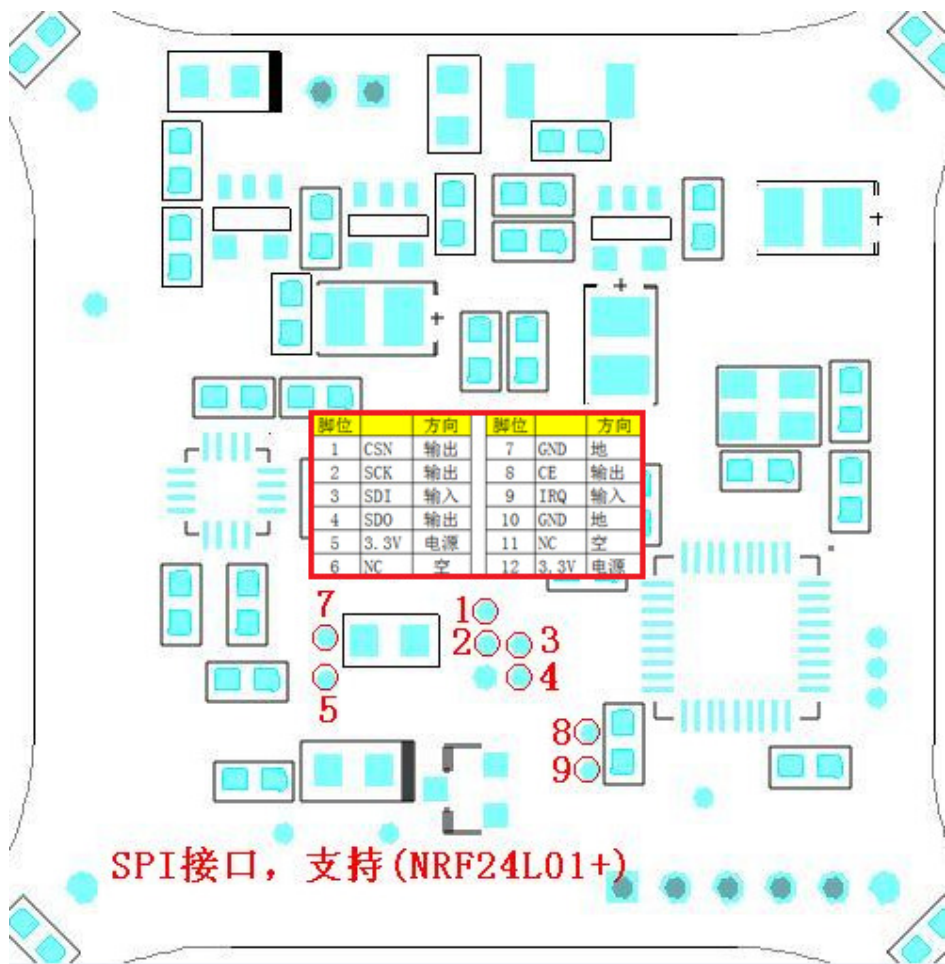 脚位 方向 脚位 方向
1 CSN 输出 7 GND 地
2 SCK 输出 8 CE 输出
3 SDI 输入 9 IRQ 输入
4 SDO 输出 10 GND 地
5 3.3V 电源 11 NC 空
6 NC 空 12 3.3V 电源
7 1
2 3
5 4
8
9
SPI接口，支持(NRF24L01+)